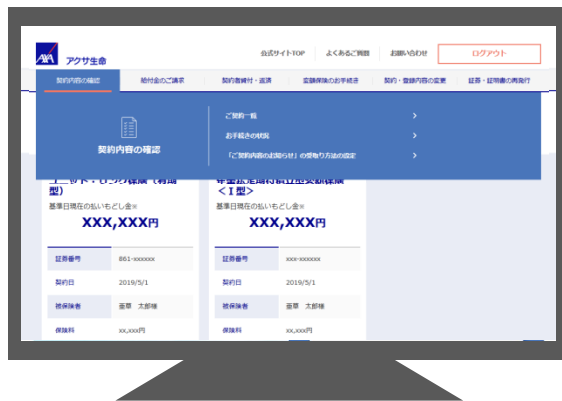 AXA アクサ生命
公式サイトTOP よくあるご質問 お問い合わせ ログアウト
契約内容の確認 給付金のご請求 契約者貸付・返済 変額保険のお手続き 契約・登録内容の変更 証券・証明書の再発行
契約内容の確認
ご契約一覧
お手続きの状況
「ご契約内容のお知らせ」の受取り方法の設定
型)
<Ⅰ型>
基準日現在の払いもどし金※ 基準日現在の払いもどし金※
XXX,XXX円 XXX,XXX円
証券番号 861-xxxxxx 証券番号 xxx-xxxxxx
契約日 2019/5/1 契約日 2019/5/1
被保険者 亜草 太郎様 被保険者 亜草 太郎様
保険料 xx,xxx円 保険料 xx,xxx円